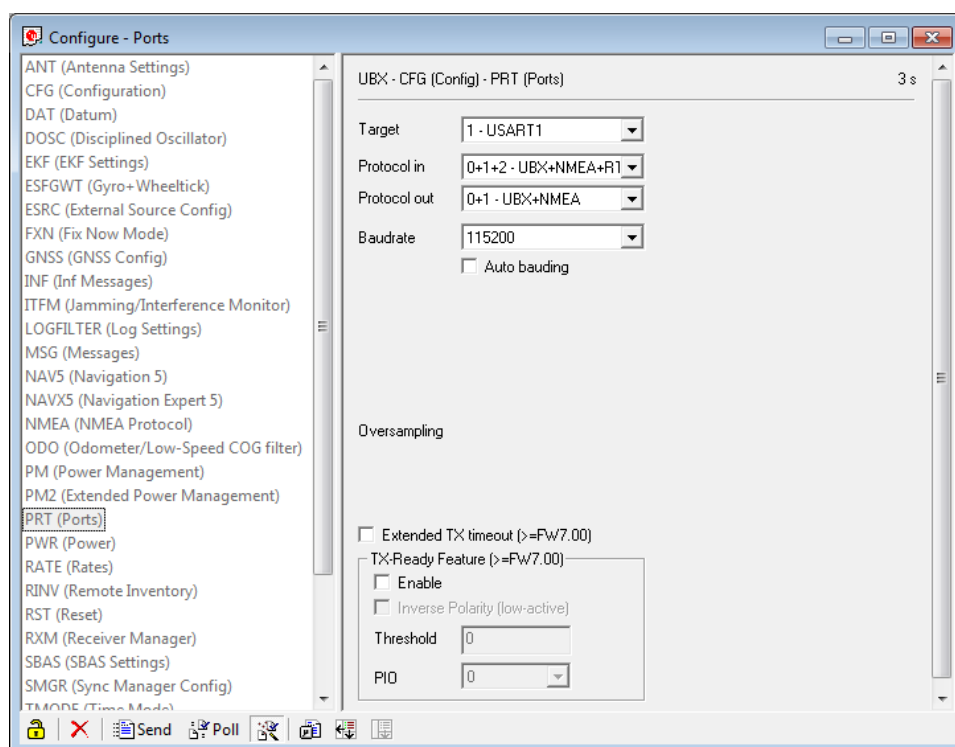 Configure - Ports
ANT (Antenna Settings)
CFG (Configuration)
DAT (Datum)
DOSC (Disciplined Oscillator)
EKF (EKF Settings)
ESFGWT (Gyro+Wheeltick)
ESRC (External Source Config)
FXN (Fix Now Mode)
GNSS (GNSS Config)
INF (Inf Messages)
ITFM (Jamming/Interference Monitor)
LOGFILTER (Log Settings)
MSG (Messages)
NAV5 (Navigation 5)
NAVX5 (Navigation Expert 5)
NMEA (NMEA Protocol)
ODO (Odometer/Low-Speed COG filter)
PM (Power Management)
PM2 (Extended Power Management)
PRT (Ports)
PWR (Power)
RATE (Rates)
RINV (Remote Inventory)
RST (Reset)
RXM (Receiver Manager)
SBAS (SBAS Settings)
SMGR (Sync Manager Config)
TMODE (Time Mode)
UBX - CFG (Config) - PRT (Ports) 3 s
Target 1 - USART1
Protocol in 0+1+2 - UBX+NMEA+RT
Protocol out 0+1 - UBX+NMEA
Baudrate 115200
Auto bauding
Oversampling
Extended TX timeout (>=FW7.00)
TX-Ready Feature (>=FW7.00)
Enable
Inverse Polarity (low-active)
Threshold 0
PIO 0
Send Poll